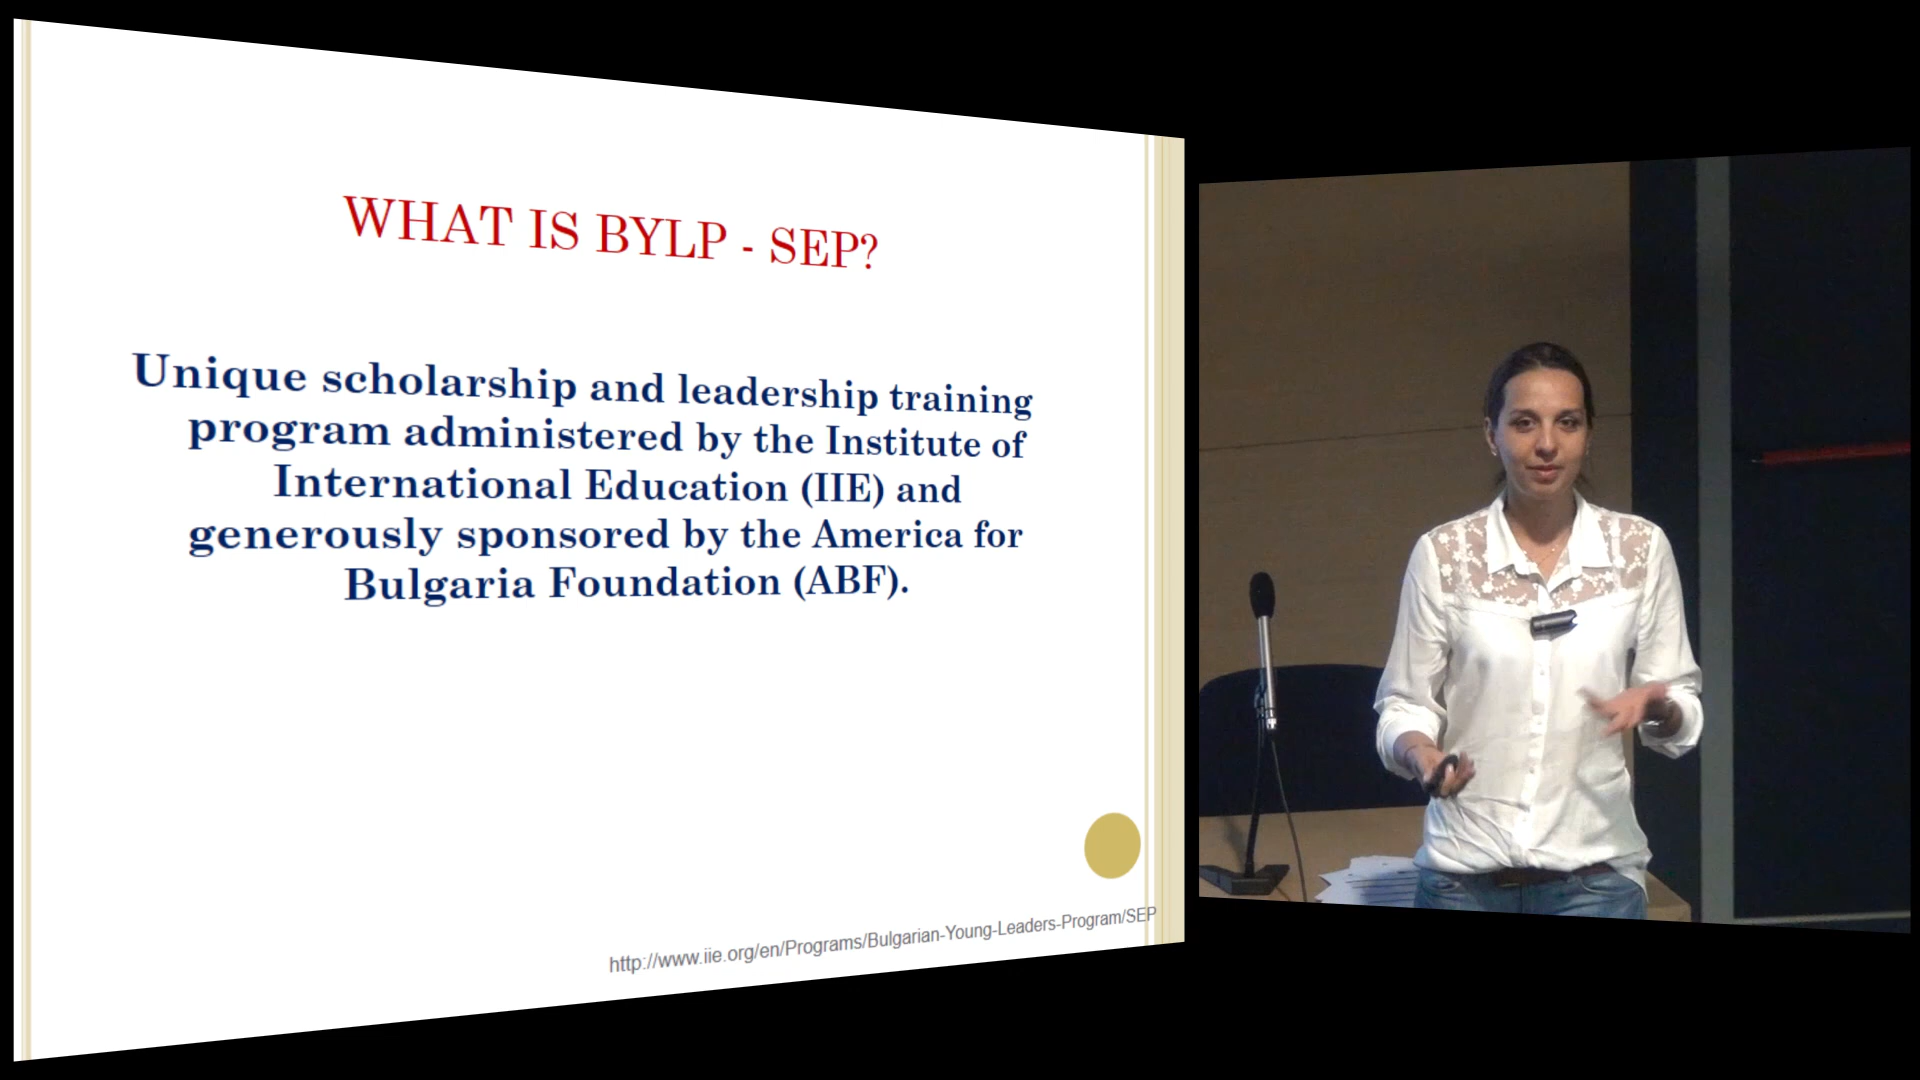 WHAT IS BYLP - SEP?
Unique scholarship and leadership training
program administered by the Institute of
International Education (IIE) and
generously sponsored by the America for
Bulgaria Foundation (ABF).
http://www.iie.org/en/Programs/Bulgarian-Young-Leaders-Program/SEP